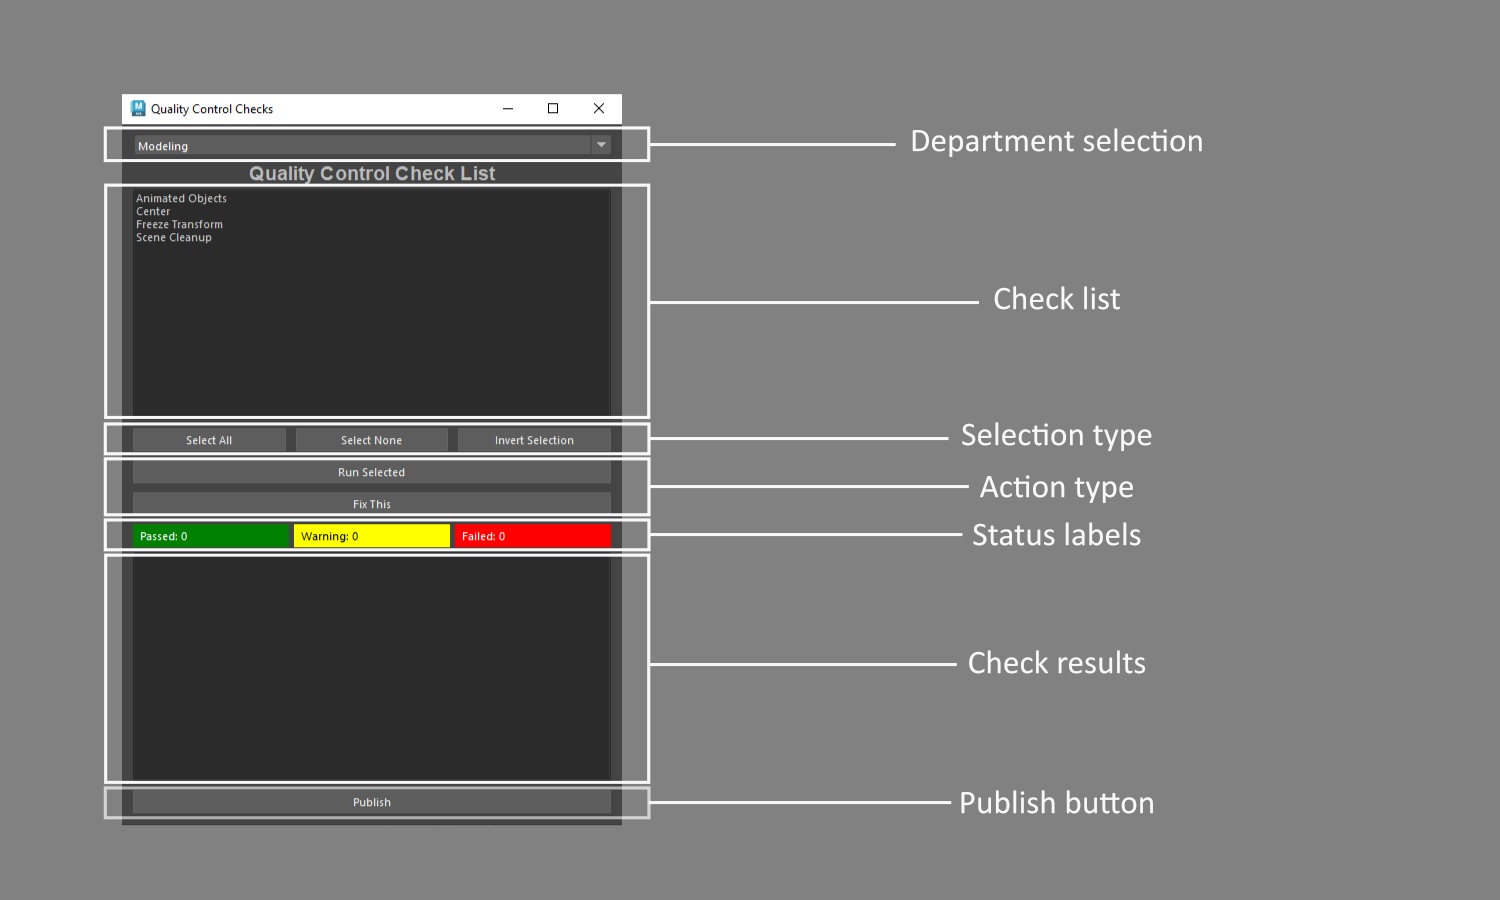 Quality Control Checks
Modeling
Department selection
Quality Control Check List
Animated Objects
Center
Freeze Transform
Scene Cleanup
Check list
Select All
Select None
Invert Selection
Selection type
Run Selected
Fix This
Action type
Passed: 0
Warning: 0
Failed: 0
Status labels
Check results
Publish
Publish button